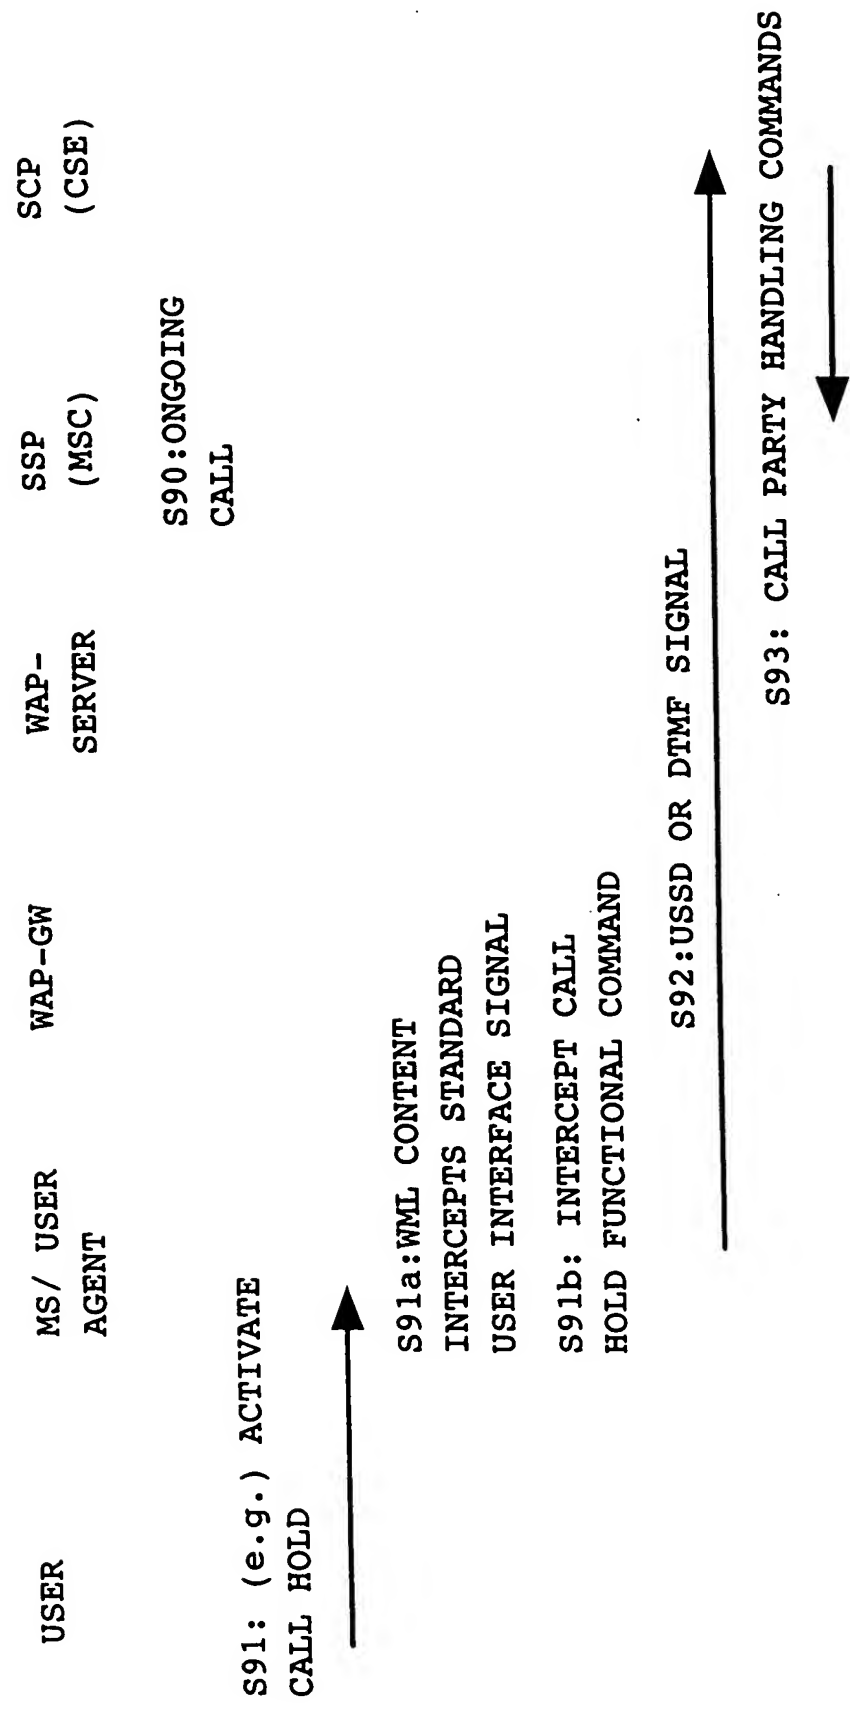 USER
MS/ USER
AGENT
WAP-GW
WAP-
SERVER
SSP
(MSC)
SCP
(CSE)
S90:ONGOING
CALL
S91: (e.g.) ACTIVATE
CALL HOLD
S91a:WML CONTENT
INTERCEPTS STANDARD
USER INTERFACE SIGNAL
S91b: INTERCEPT CALL
HOLD FUNCTIONAL COMMAND
S92:USSD OR DTMF SIGNAL
S93: CALL PARTY HANDLING COMMANDS